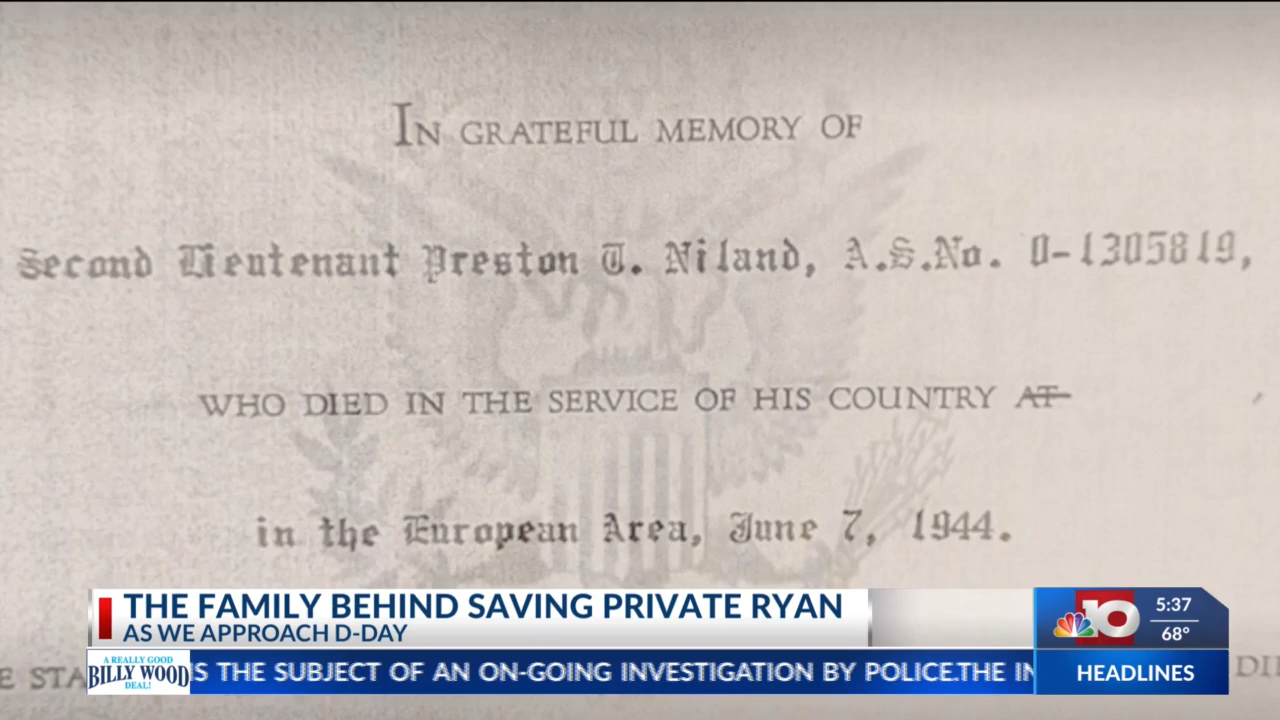 IN GRATEFUL MEMORY OF
Second Lieutenant Preston T. Niland, A.S.No. O-1305819,
WHO DIED IN THE SERVICE OF HIS COUNTRY AT
in the European Area, June 7, 1944.
THE FAMILY BEHIND SAVING PRIVATE RYAN
AS WE APPROACH D-DAY
10
5:37
68°
A REALLY GOOD
BILLY WOOD
DEAL!
S THE SUBJECT OF AN ON-GOING INVESTIGATION BY POLICE.THE IN
HEADLINES